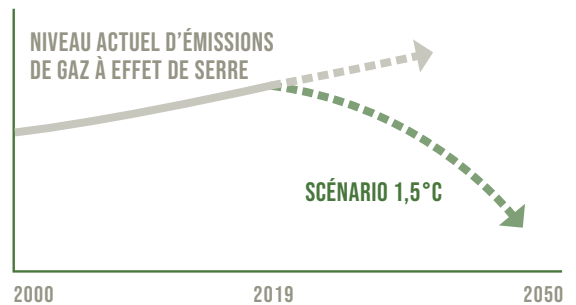 NIVEAU ACTUEL D’ÉMISSIONS
DE GAZ À EFFET DE SERRE
SCÉNARIO 1,5°C
2000 2019 2050